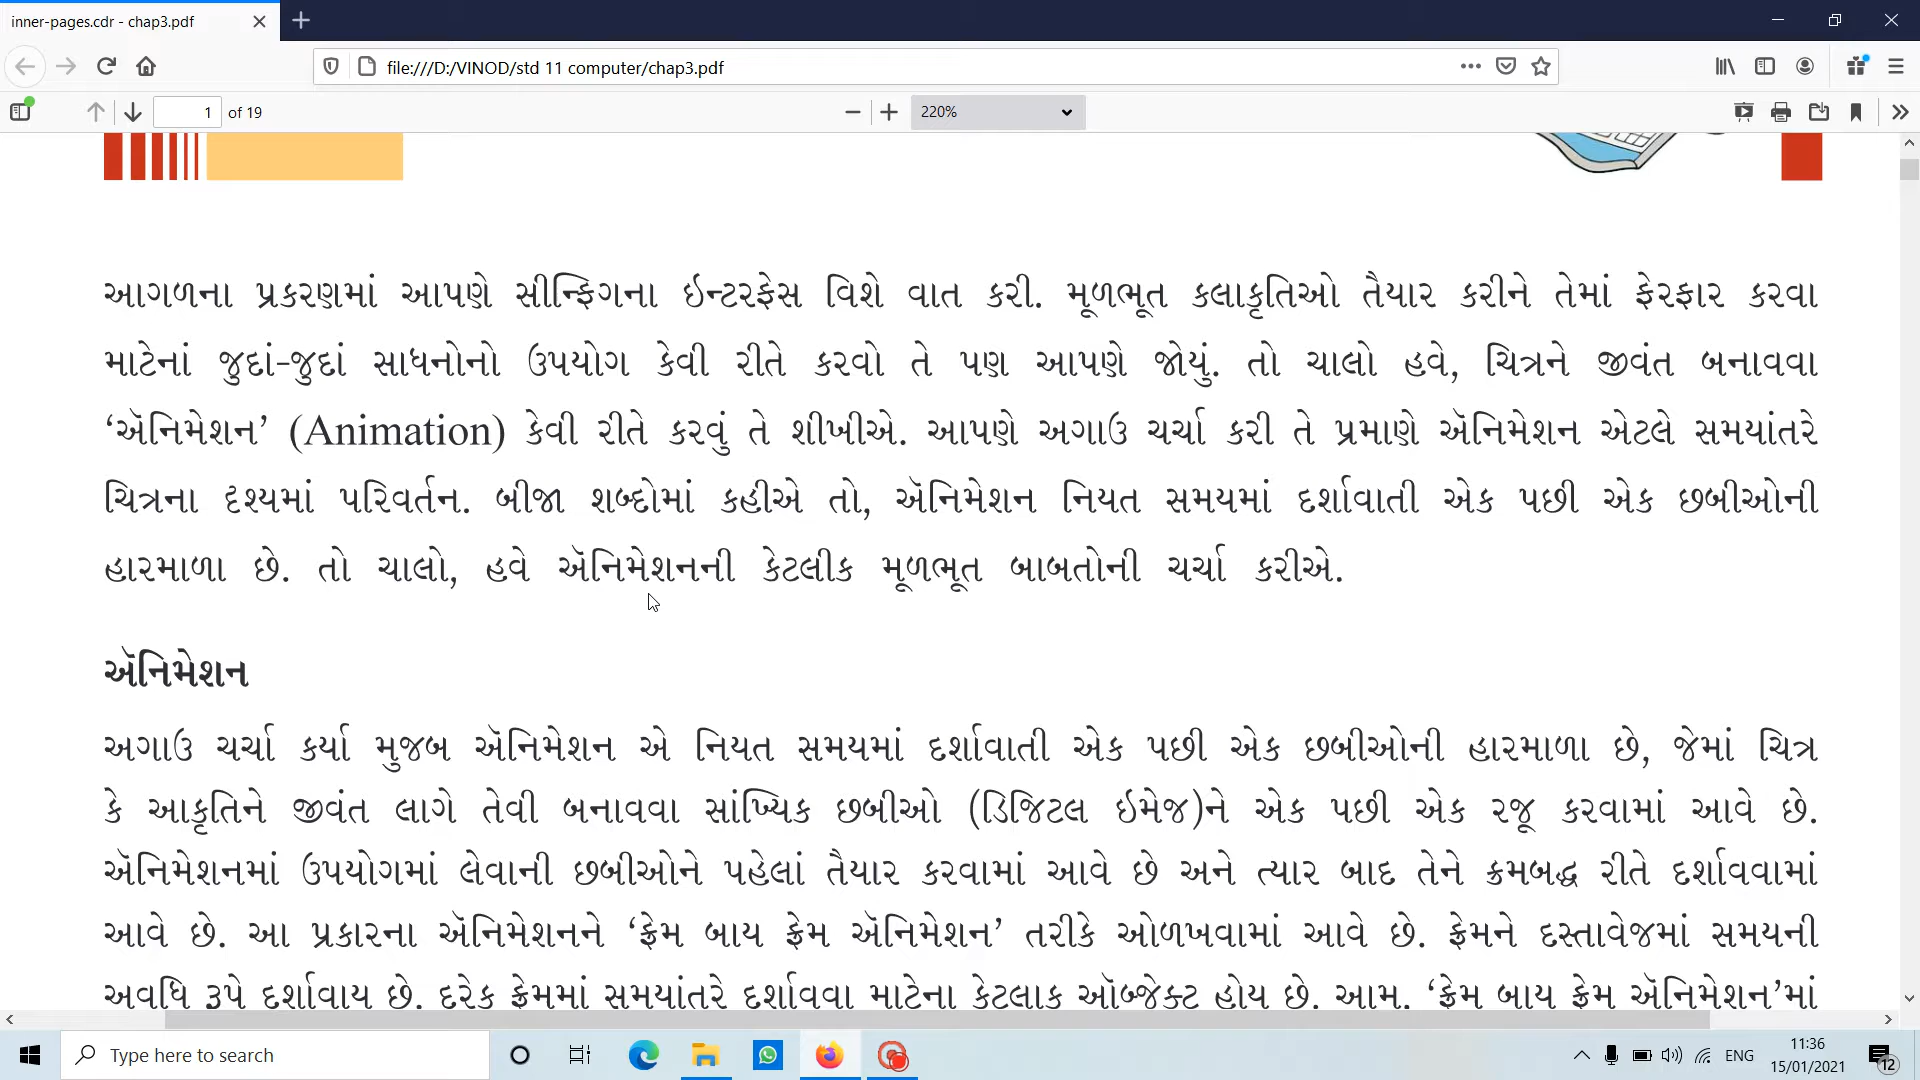 inner-pages.cdr - chap3.pdf
file:///D:/VINOD/std 11 computer/chap3.pdf
1 of 19
220%
આગળના પ્રકરણમાં આપણે સીન્ફિગના ઇન્ટરફેસ વિશે વાત કરી. મૂળભૂત કલાકૃતિઓ તૈયાર કરીને તેમાં ફેરફાર કરવા
માટેનાં જુદાં-જુદાં સાધનોનો ઉપયોગ કેવી રીતે કરવો તે પણ આપણે જોયું. તો ચાલો હવે, ચિત્રને જીવંત બનાવવા
‘ઍનિમેશન’ (Animation) કેવી રીતે કરવું તે શીખીએ. આપણે અગાઉ ચર્ચા કરી તે પ્રમાણે ઍનિમેશન એટલે સમયાંતરે
ચિત્રના દૃશ્યમાં પરિવર્તન. બીજા શબ્દોમાં કહીએ તો, ઍનિમેશન નિયત સમયમાં દર્શાવાતી એક પછી એક છબીઓની
હારમાળા છે. તો ચાલો, હવે ઍનિમેશનની કેટલીક મૂળભૂત બાબતોની ચર્ચા કરીએ.
ઍનિમેશન
અગાઉ ચર્ચા કર્યા મુજબ ઍનિમેશન એ નિયત સમયમાં દર્શાવાતી એક પછી એક છબીઓની હારમાળા છે, જેમાં ચિત્ર
કે આકૃતિને જીવંત લાગે તેવી બનાવવા સાંખ્યિક છબીઓ (ડિજિટલ ઇમેજ)ને એક પછી એક રજૂ કરવામાં આવે છે.
ઍનિમેશનમાં ઉપયોગમાં લેવાની છબીઓને પહેલાં તૈયાર કરવામાં આવે છે અને ત્યાર બાદ તેને ક્રમબદ્ધ રીતે દર્શાવવામાં
આવે છે. આ પ્રકારના ઍનિમેશનને ‘ફ્રેમ બાય ફ્રેમ ઍનિમેશન’ તરીકે ઓળખવામાં આવે છે. ફ્રેમને દસ્તાવેજમાં સમયની
અવધિ રૂપે દર્શાવાય છે. દરેક ફ્રેમમાં સમયાંતરે દર્શાવવા માટેના કેટલાક ઑબ્જેક્ટ હોય છે. આમ, ‘ફ્રેમ બાય ફ્રેમ ઍનિમેશન’માં
Type here to search
ENG
11:36
15/01/2021
12